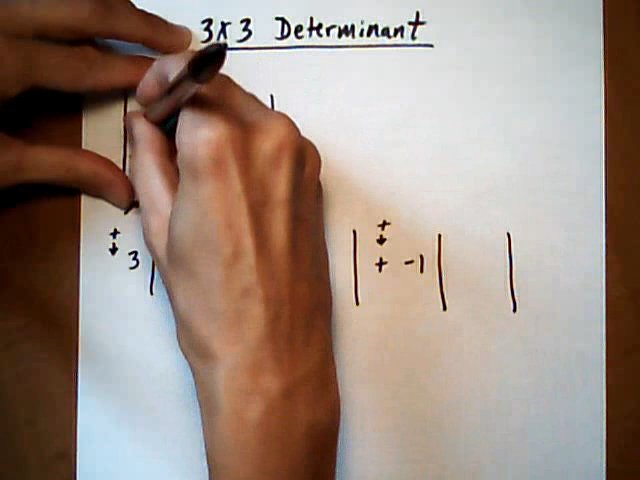 3x3 Determinant
+ +
↓ ↓
3 | | + -1 | |